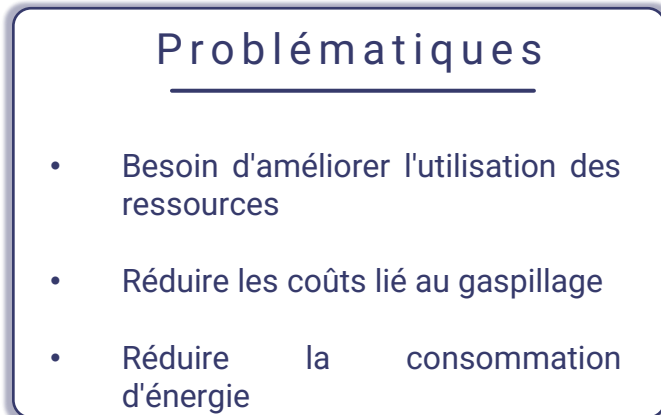 Problématiques
• Besoin d'améliorer l'utilisation des
ressources
• Réduire les coûts lié au gaspillage
• Réduire la consommation
d'énergie